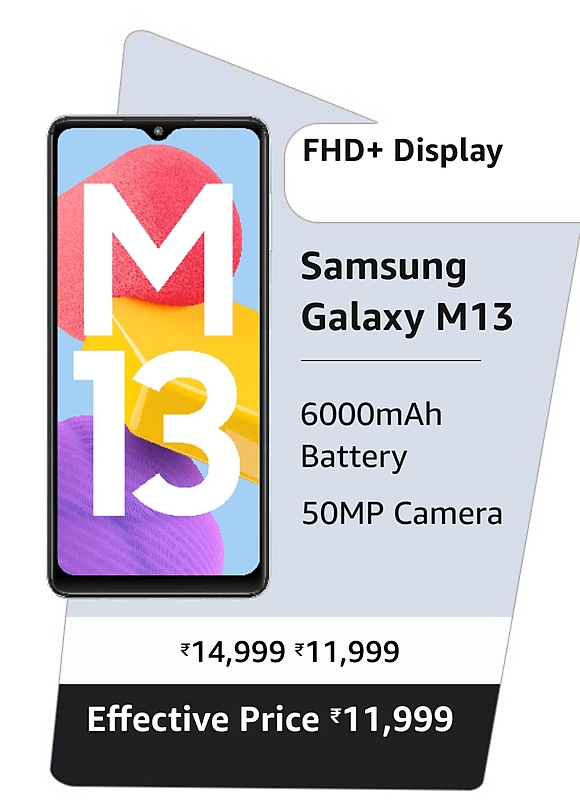 M
13
FHD+ Display
Samsung
Galaxy M13
6000mAh
Battery
50MP Camera
₹14,999 ₹11,999
Effective Price ₹11,999